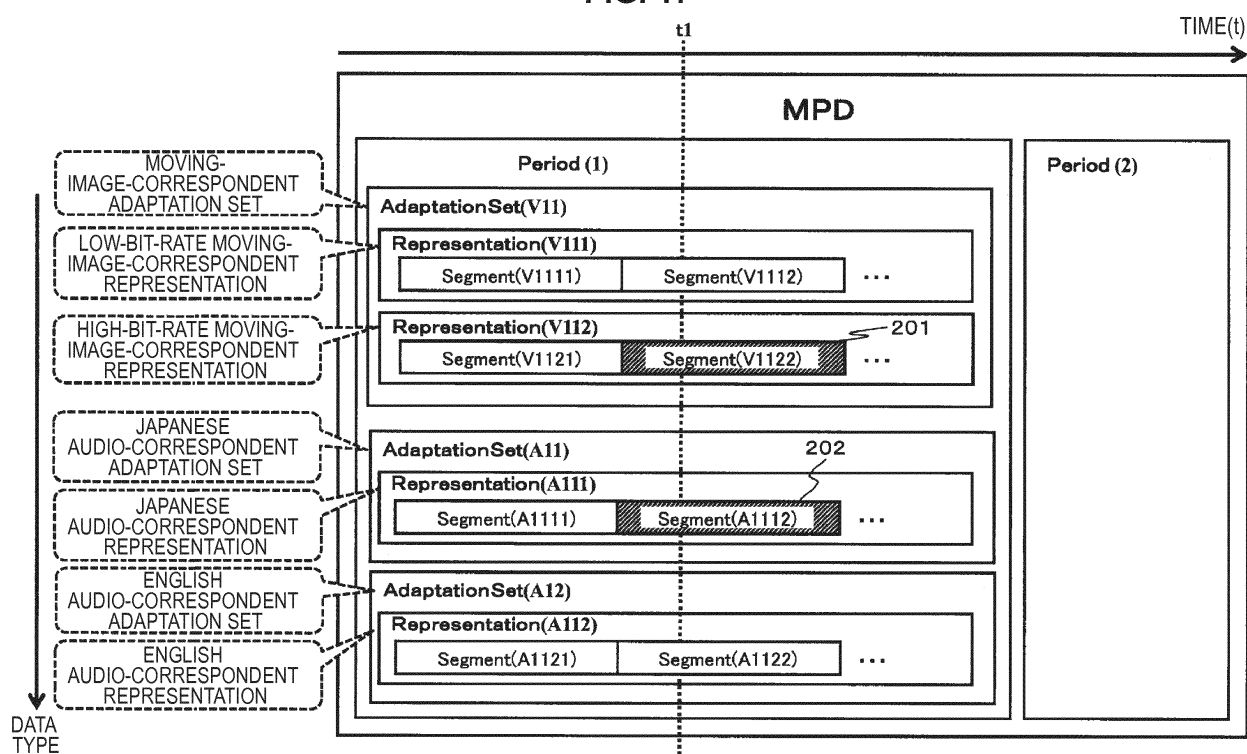 t1
TIME(t)
MPD
Period (1)
Period (2)
MOVING-
IMAGE-CORRESPONDENT
ADAPTATION SET
AdaptationSet(V11)
LOW-BIT-RATE MOVING-
IMAGE-CORRESPONDENT
REPRESENTATION
Representation(V111)
Segment(V1111)
Segment(V1112)
...
HIGH-BIT-RATE MOVING-
IMAGE-CORRESPONDENT
REPRESENTATION
Representation(V112)
201
Segment(V1121)
Segment(V1122)
...
JAPANESE
AUDIO-CORRESPONDENT
ADAPTATION SET
AdaptationSet(A11)
202
JAPANESE
AUDIO-CORRESPONDENT
REPRESENTATION
Representation(A111)
Segment(A1111)
Segment(A1112)
...
ENGLISH
AUDIO-CORRESPONDENT
ADAPTATION SET
AdaptationSet(A12)
ENGLISH
AUDIO-CORRESPONDENT
REPRESENTATION
Representation(A112)
Segment(A1121)
Segment(A1122)
...
DATA
TYPE